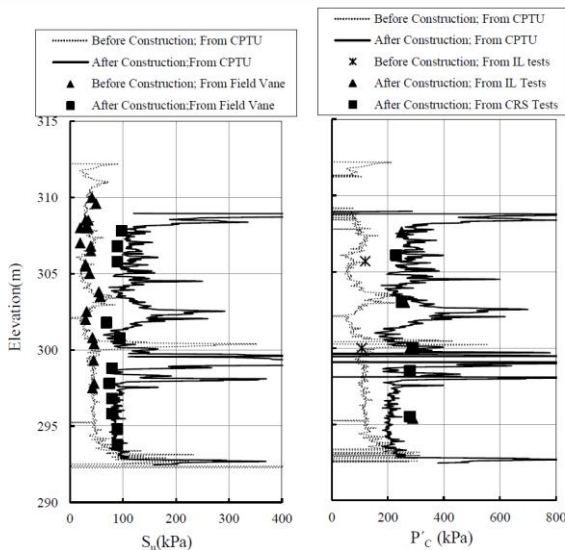 Before Construction; From CPTU
After Construction;From CPTU
Before Construction; From Field Vane
After Construction;From Field Vane
315
310
305
300
295
290
Elevation(m)
0 100 200 300 400
Su(kPa)
Before Construction; From CPTU
After Construction; From CPTU
Before Construction; From IL tests
After Construction; From IL Tests
After Construction; From CRS Tests
0 200 400 600 800
P´C (kPa)